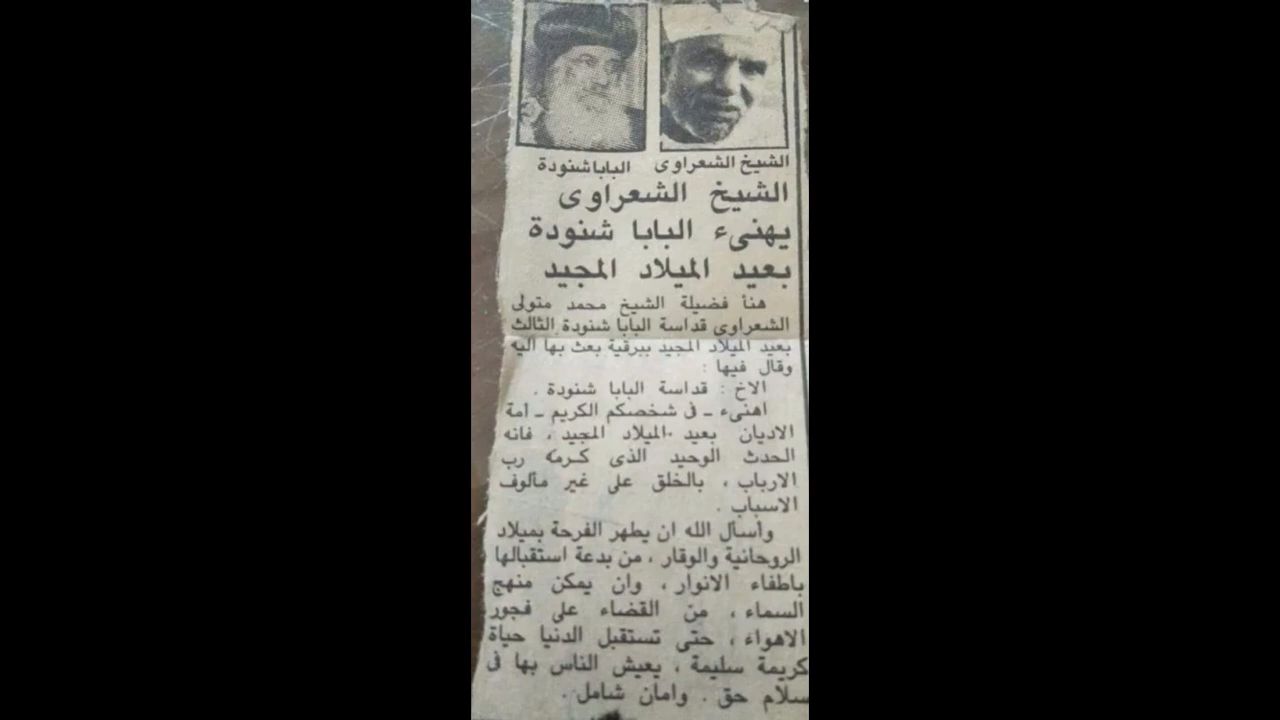 الشيخ الشعراوى البابا شنودة
الشيخ الشعراوى
يهنىء البابا شنودة
بعيد الميلاد المجيد
هنأ فضيلة الشيخ محمد متولى
الشعراوى قداسة البابا شنودة الثالث
بعيد الميلاد المجيد ببرقية بعث بها اليه
وقال فيها :
الاخ : قداسة البابا شنودة .
اهنىء ـ فى شخصكم الكريم ـ أمة
الاديان بعيد الميلاد المجيد ، فانه
الحدث الوحيد الذى كرمه رب
الارباب ، بالخلق على غير مألوف
الاسباب .
وأسأل الله ان يطهر الفرحة بميلاد
الروحانية والوقار ، من بدعة استقبالها
باطفاء الانوار ، وان يمكن منهج
السماء ، من القضاء على فجور
الاهواء ، حتى تستقبل الدنيا حياة
كريمة سليمة ، يعيش الناس بها فى
سلام حق . وامان شامل .